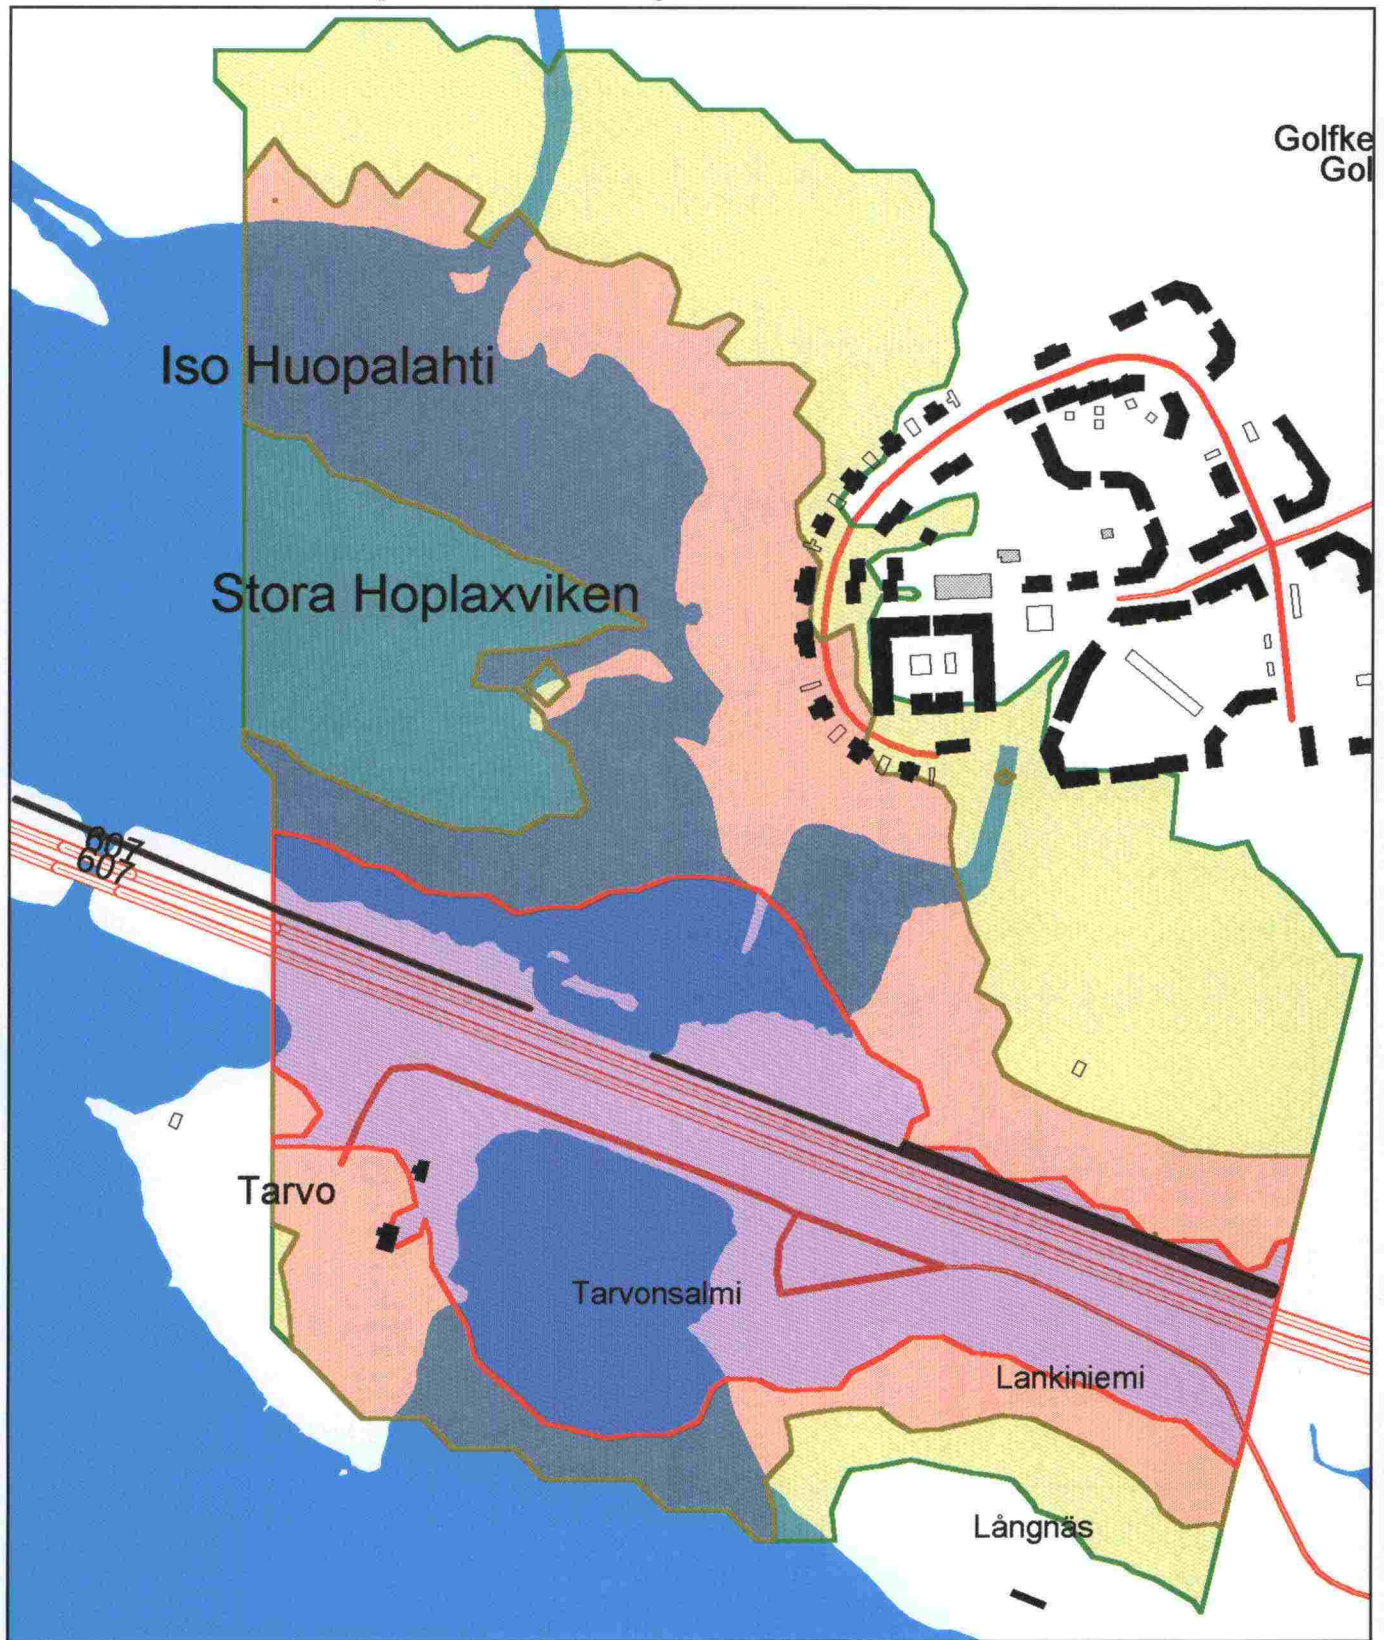 Golfke
Gol
Iso Huopalahti
Stora Hoplaxviken
607
607
Tarvo
Tarvonsalmi
Lankiniemi
Långnäs